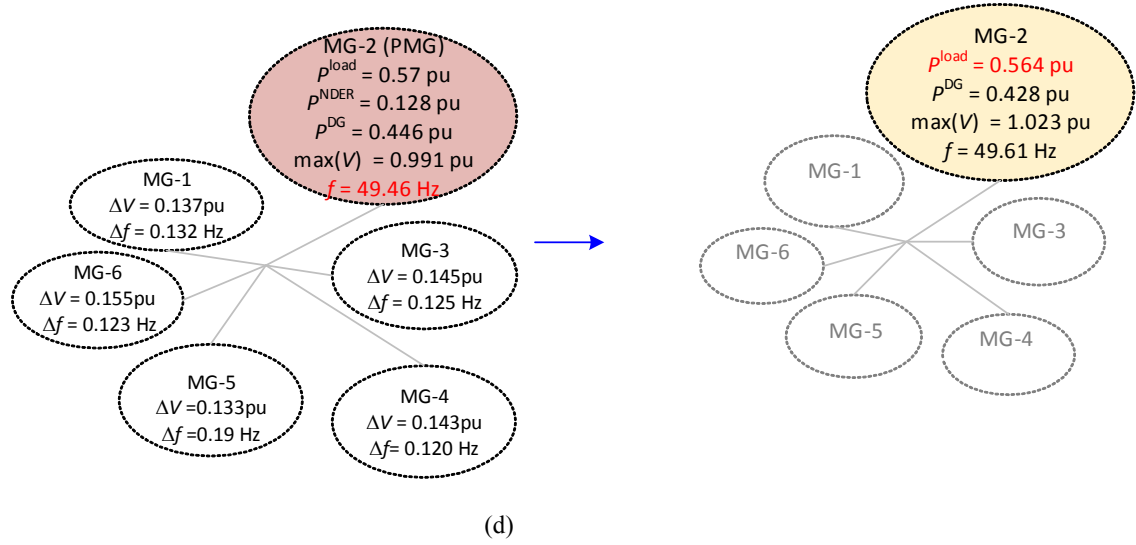 MG-2 (PMG)
P^load = 0.57 pu
P^NDER = 0.128 pu
P^DG = 0.446 pu
max(V) = 0.991 pu
f = 49.46 Hz
MG-1
ΔV = 0.137pu
Δf = 0.132 Hz
MG-6
ΔV = 0.155pu
Δf = 0.123 Hz
MG-3
ΔV = 0.145pu
Δf = 0.125 Hz
MG-5
ΔV =0.133pu
Δf =0.19 Hz
MG-4
ΔV = 0.143pu
Δf= 0.120 Hz
MG-2
P^load = 0.564 pu
P^DG = 0.428 pu
max(V) = 1.023 pu
f = 49.61 Hz
MG-1
MG-3
MG-6
MG-5
MG-4
(d)